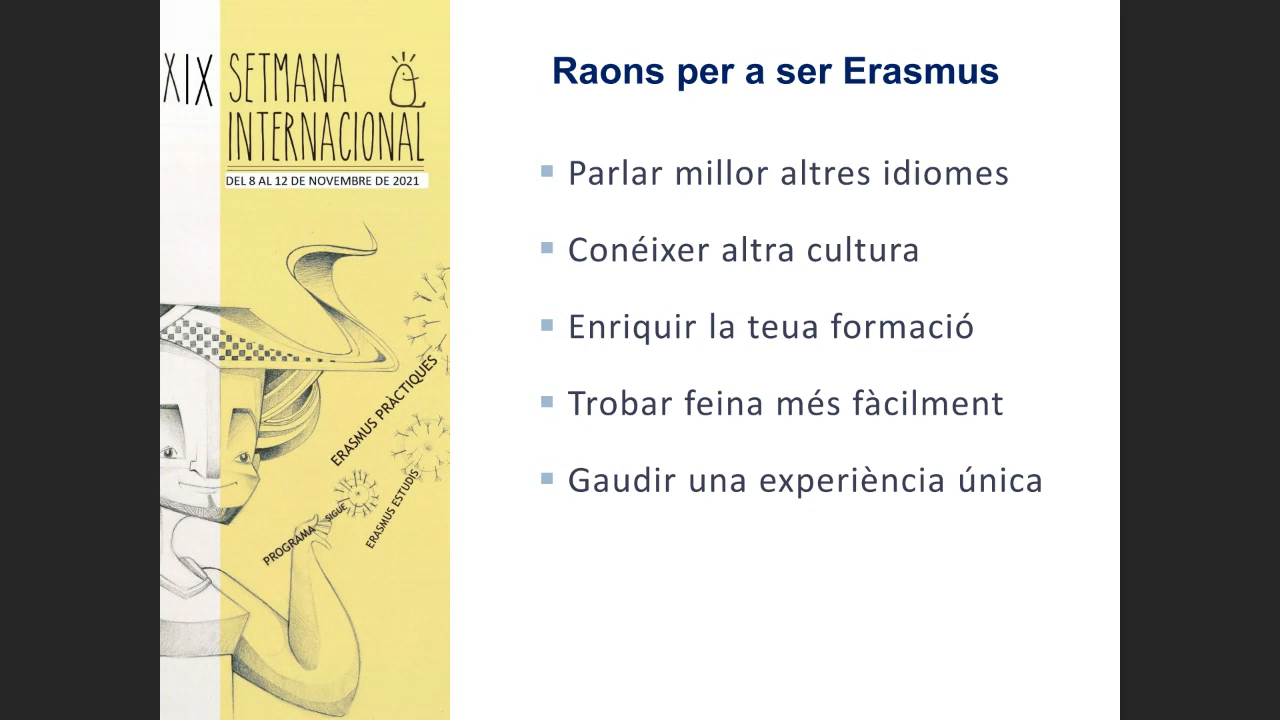 XIX SETMANA
INTERNACIONAL
DEL 8 AL 12 DE NOVEMBRE DE 2021
ERASMUS PRÀCTIQUES
ERASMUS ESTUDIS
PROGRAMA SIGUE
Raons per a ser Erasmus
Parlar millor altres idiomes
Conéixer altra cultura
Enriquir la teua formació
Trobar feina més fàcilment
Gaudir una experiència única